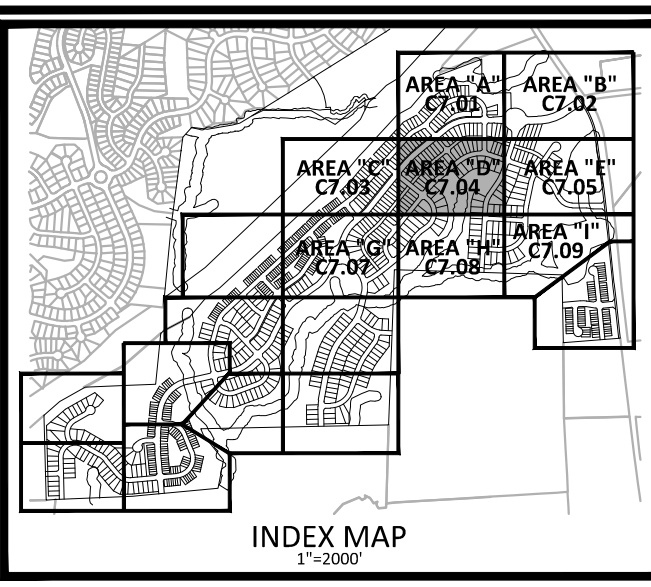 AREA "A"
C7.01
AREA "B"
C7.02
AREA "C"
C7.03
AREA "D"
C7.04
AREA "E"
C7.05
AREA "G"
C7.07
AREA "H"
C7.08
AREA "I"
C7.09
INDEX MAP
1"=2000'